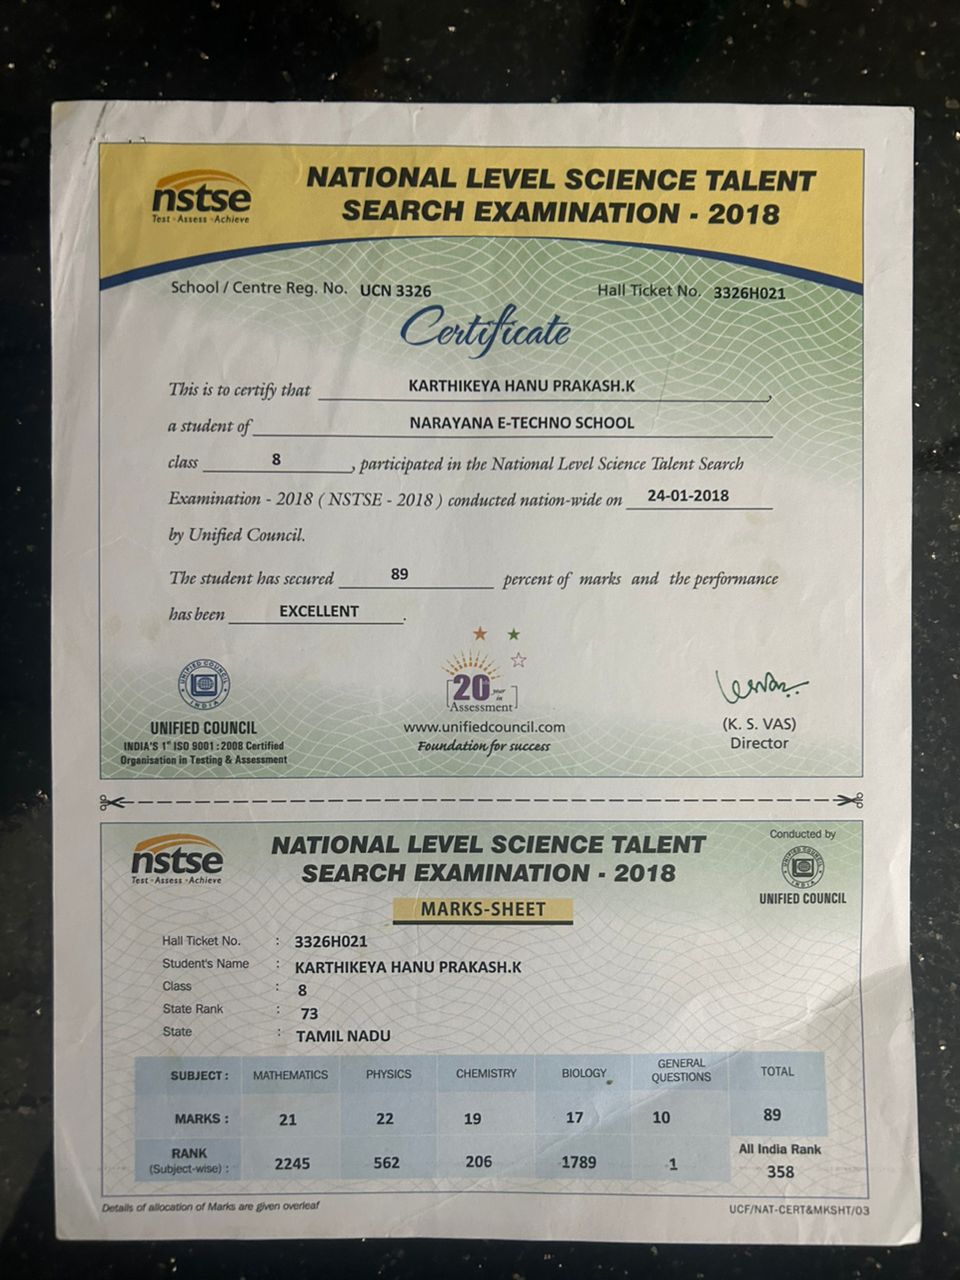 nstse
Test - Assess - Achieve
NATIONAL LEVEL SCIENCE TALENT
SEARCH EXAMINATION - 2018
School / Centre Reg. No. UCN 3326
Hall Ticket No. 3326H021
Certificate
This is to certify that KARTHIKEYA HANU PRAKASH.K,
a student of NARAYANA E-TECHNO SCHOOL
class 8, participated in the National Level Science Talent Search
Examination - 2018 ( NSTSE - 2018 ) conducted nation-wide on 24-01-2018
by Unified Council.
The student has secured 89 percent of marks and the performance
has been EXCELLENT.
UNIFIED COUNCIL
INDIA
UNIFIED COUNCIL
INDIA'S 1st ISO 9001 : 2008 Certified
Organisation in Testing & Assessment
20 year in
Assessment
www.unifiedcouncil.com
Foundation for success
(K. S. VAS)
Director
nstse
Test - Assess - Achieve
NATIONAL LEVEL SCIENCE TALENT
SEARCH EXAMINATION - 2018
MARKS-SHEET
Conducted by
UNIFIED COUNCIL
INDIA
UNIFIED COUNCIL
Hall Ticket No. : 3326H021
Student's Name : KARTHIKEYA HANU PRAKASH.K
Class : 8
State Rank : 73
State : TAMIL NADU
SUBJECT : MATHEMATICS PHYSICS CHEMISTRY BIOLOGY GENERAL QUESTIONS TOTAL
MARKS : 21 22 19 17 10 89
RANK (Subject-wise) : 2245 562 206 1789 1 All India Rank 358
Details of allocation of Marks are given overleaf
UCF/NAT-CERT&MKSHT/03